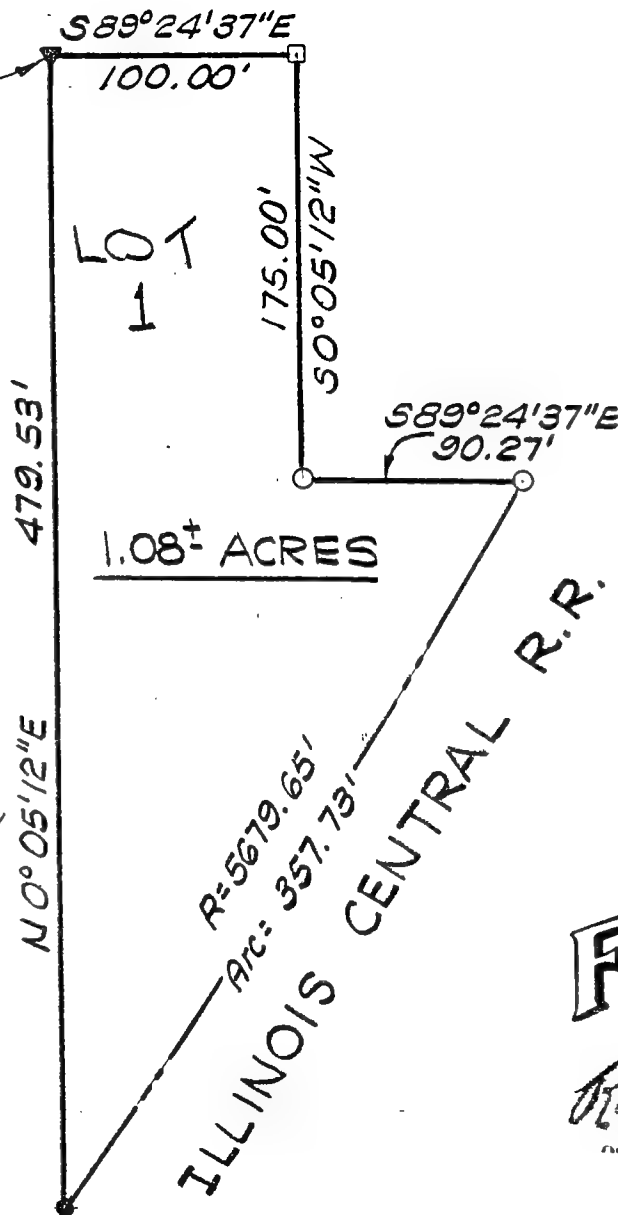 S89°24'37"E
100.00'
LOT
1
175.00'
S0°05'12"W
479.53'
S89°24'37"E
90.27'
1.08± ACRES
N0°05'12"E
R=5679.65'
Arc= 357.73'
ILLINOIS CENTRAL R.R.